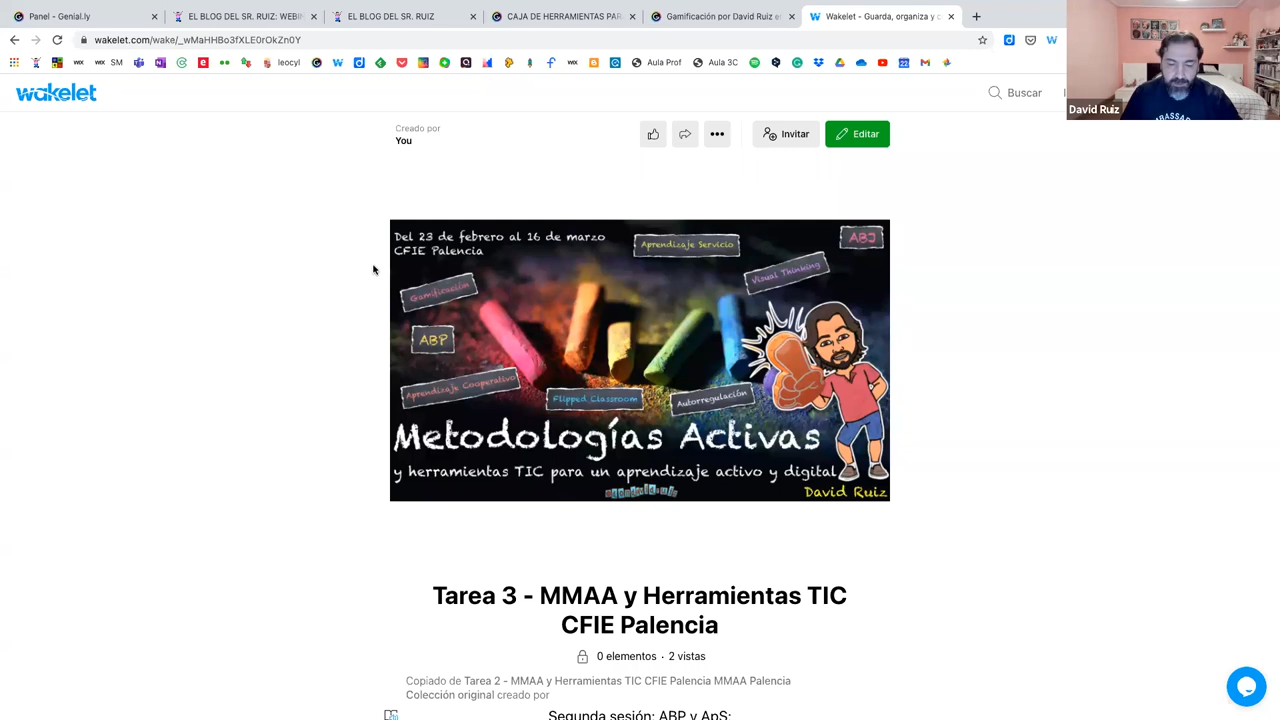 Panel - Genial.ly
EL BLOG DEL SR. RUIZ: WEBIN
EL BLOG DEL SR. RUIZ
CAJA DE HERRAMIENTAS PAR
Gamificación por David Ruiz e
Wakelet - Guarda, organiza y c
wakelet.com/wake/_wMaHHBo3fXLE0rOkZn0Y
SM
leocyl
Aula Prof
Aula 3C
David Ruiz
wakelet
Buscar
Creado por
You
Invitar
Editar
Del 23 de febrero al 16 de marzo
CFIE Palencia
Aprendizaje Servicio
ABJ
Visual Thinking
Gamificación
ABP
Aprendizaje Cooperativo
Flipped Classroom
Autorregulación
Metodologías Activas
y herramientas TIC para un aprendizaje activo y digital
David Ruiz
Tarea 3 - MMAA y Herramientas TIC
CFIE Palencia
0 elementos · 2 vistas
Copiado de Tarea 2 - MMAA y Herramientas TIC CFIE Palencia MMAA Palencia
Colección original creado por
Segunda sesión: ABP y ApS: